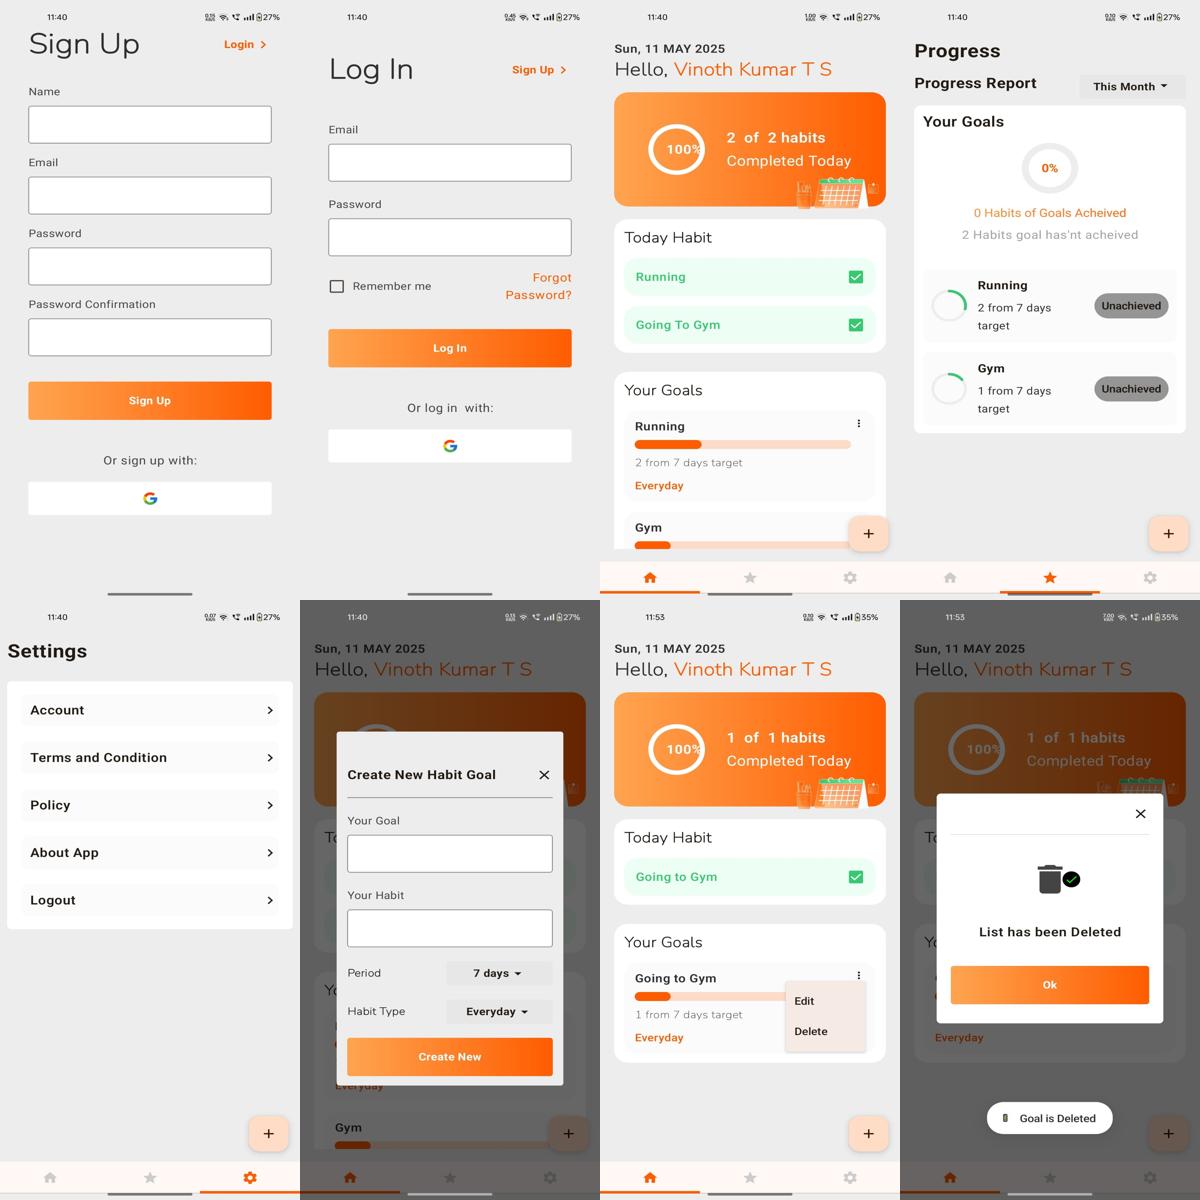 11:40
27%
Sign Up
Login
Name
Email
Password
Password Confirmation
Sign Up
Or sign up with:
11:40
27%
Log In
Sign Up
Email
Password
Remember me
Forgot
Password?
Log In
Or log in with:
11:40
27%
Sun, 11 MAY 2025
Hello, Vinoth Kumar T S
100%
2 of 2 habits
Completed Today
Today Habit
Running
Going To Gym
Your Goals
Running
2 from 7 days target
Everyday
Gym
+
11:40
27%
Progress
Progress Report
This Month
Your Goals
0%
0 Habits of Goals Acheived
2 Habits goal has'nt acheived
Running
2 from 7 days
target
Unachieved
Gym
1 from 7 days
target
Unachieved
+
11:40
27%
Settings
Account
Terms and Condition
Policy
About App
Logout
+
11:40
27%
Sun, 11 MAY 2025
Hello, Vinoth Kumar T S
Create New Habit Goal
Your Goal
Your Habit
Period
7 days
Habit Type
Everyday
Create New
Everyday
Gym
+
11:53
35%
Sun, 11 MAY 2025
Hello, Vinoth Kumar T S
100%
1 of 1 habits
Completed Today
Today Habit
Going to Gym
Your Goals
Going to Gym
1 from 7 days target
Everyday
Edit
Delete
+
11:53
35%
Sun, 11 MAY 2025
Hello, Vinoth Kumar T S
100%
1 of 1 habits
Completed Today
List has been Deleted
Ok
Everyday
Goal is Deleted
+